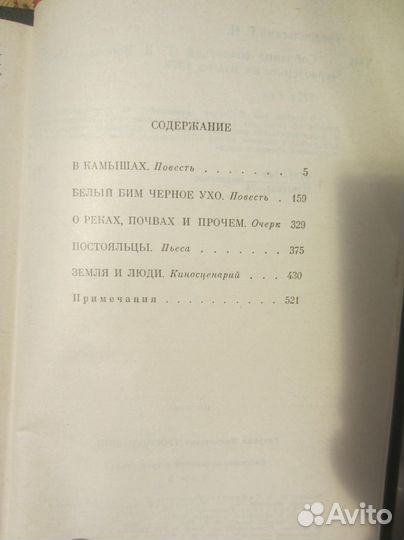 СОДЕРЖАНИЕ
В КАМЫШАХ. Повесть . . . . . . . 5
БЕЛЫЙ БИМ ЧЕРНОЕ УХО. Повесть . 159
О РЕКАХ, ПОЧВАХ И ПРОЧЕМ. Очерк 329
ПОСТОЯЛЬЦЫ. Пьеса . . . . . . . 375
ЗЕМЛЯ И ЛЮДИ. Киносценарий . . . 430
Примечания . . . . . . . . . . 521
Avito